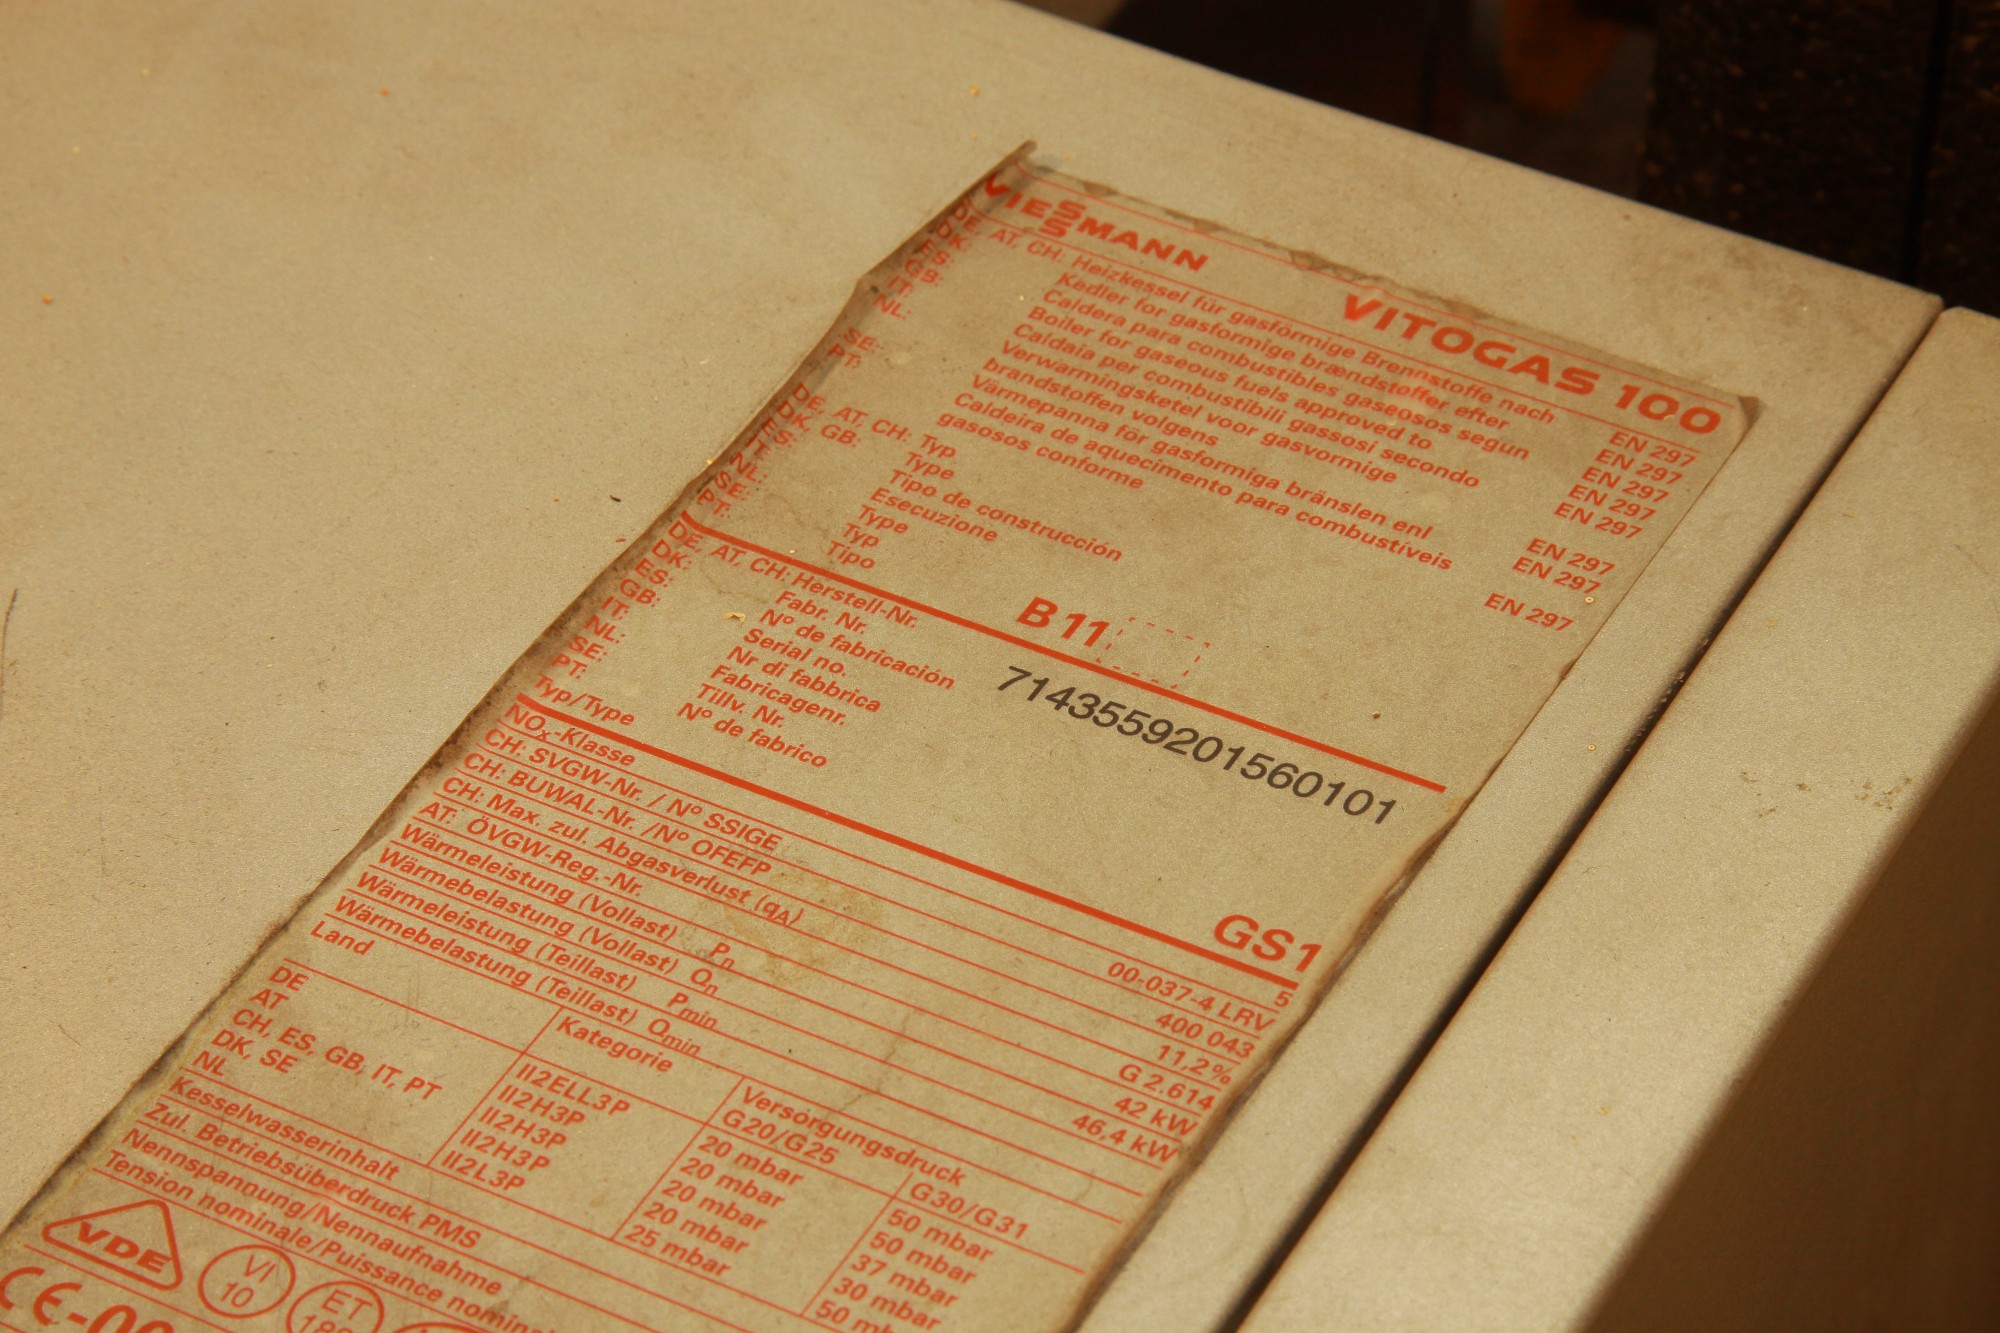 VIESSMANN VITOGAS 100
DE, AT, CH: Heizkessel für gasförmige Brennstoffe nach EN 297
DK: Kedler for gasformige brændstoffer efter EN 297
ES: Caldera para combustibles gaseosos segun EN 297
GB: Boiler for gaseous fuels approved to EN 297
IT: Caldaia per combustibili gassosi secondo EN 297
NL: Verwarmingsketel voor gasvormige
brandstoffen volgens EN 297
SE: Värmepanna för gasformiga bränslen enl EN 297
PT: Caldeira de aquecimento para combustíveis
gasosos conforme EN 297
DE, AT, CH: Typ
DK, GB: Type
ES: Tipo de construcción
IT: Esecuzione
NL: Type
SE: Typ
PT: Tipo
B 11
DE, AT, CH: Herstell-Nr.
DK: Fabr. Nr.
ES: Nº de fabricación
GB: Serial no.
IT: Nr di fabbrica
NL: Fabricagenr.
SE: Tillv. Nr.
PT: Nº de fabrico
7143559201560101
Typ/Type GS1
NOx-Klasse 5
CH: SVGW-Nr. / Nº SSIGE 00-037-4 LRV
CH: BUWAL-Nr. /Nº OFEFP 400 043
CH: Max. zul. Abgasverlust (qA) 11,2%
AT: ÖVGW-Reg.-Nr. G 2.614
Wärmeleistung (Vollast) Pn 42 kW
Wärmebelastung (Vollast) Qn 46,4 kW
Wärmeleistung (Teillast) Pmin
Wärmebelastung (Teillast) Qmin
Land Kategorie Versorgungsdruck
G20/G25 G30/G31
DE II2ELL3P 20 mbar 50 mbar
AT II2H3P 20 mbar 50 mbar
CH, ES, GB, IT, PT II2H3P 20 mbar 37 mbar
DK, SE II2H3P 20 mbar 30 mbar
NL II2L3P 25 mbar 50
Kesselwasserinhalt
Zul. Betriebsüberdruck PMS
Nennspannung/Nennaufnahme
Tension nominale/Puissance
VDE
VI
10
ET
CE